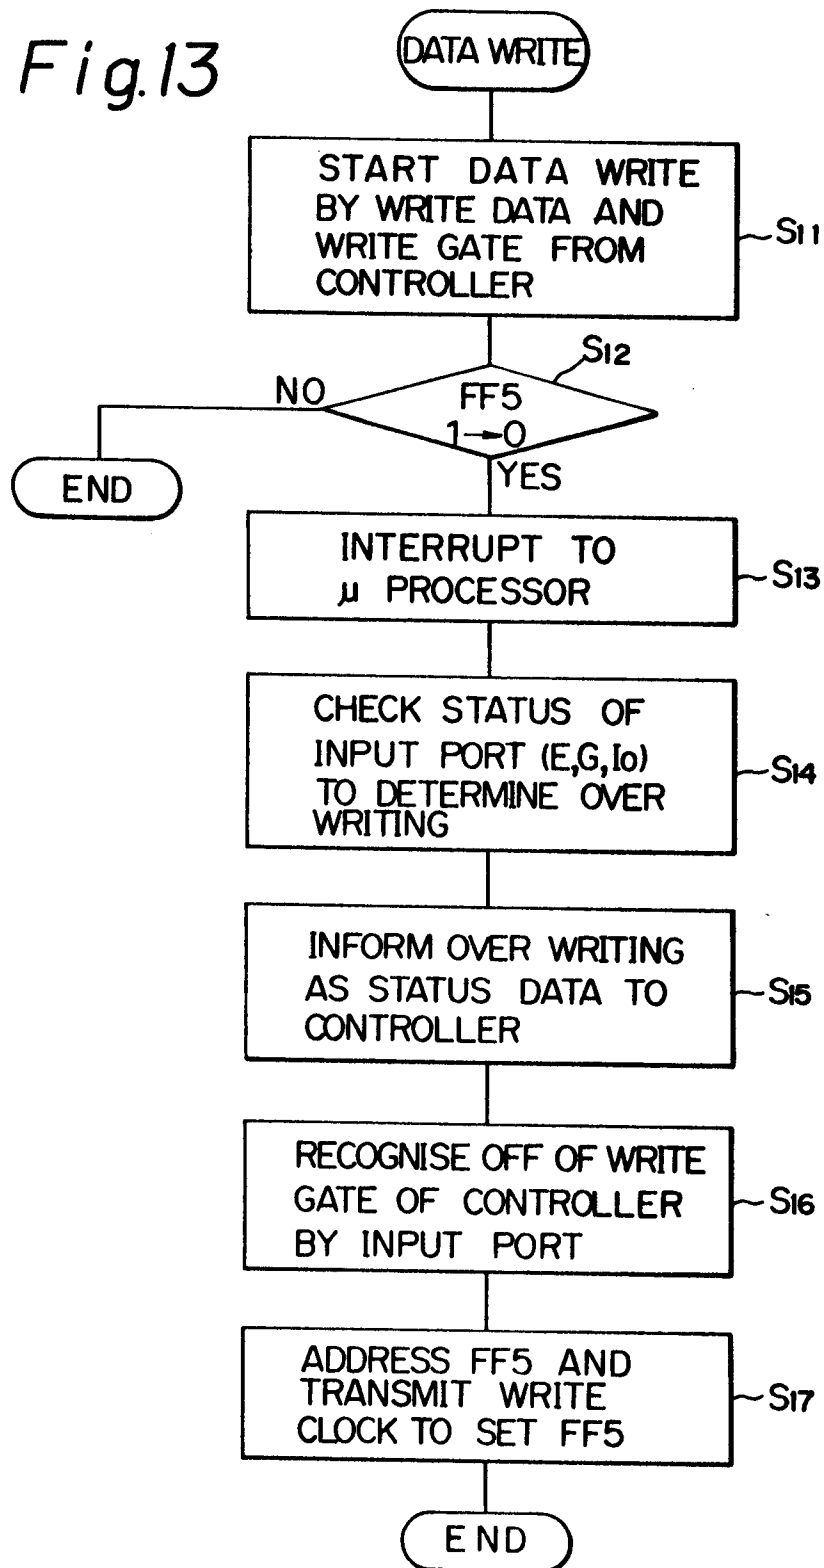 Fig.13
DATA WRITE
START DATA WRITE
BY WRITE DATA AND
WRITE GATE FROM
CONTROLLER
S11
S12
NO
FF5
1→0
YES
END
INTERRUPT TO
μ PROCESSOR
S13
CHECK STATUS OF
INPUT PORT (E,G,Io)
TO DETERMINE OVER
WRITING
S14
INFORM OVER WRITING
AS STATUS DATA TO
CONTROLLER
S15
RECOGNISE OFF OF WRITE
GATE OF CONTROLLER
BY INPUT PORT
S16
ADDRESS FF5 AND
TRANSMIT WRITE
CLOCK TO SET FF5
S17
END